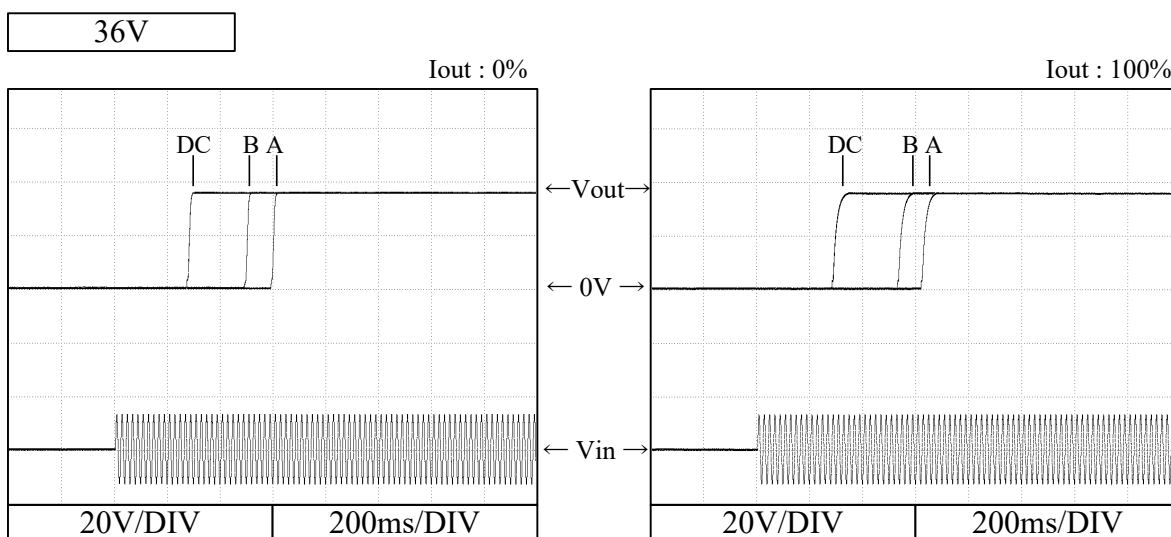 36V
Iout : 0%
Iout : 100%
DC B A
DC B A
←Vout→
← 0V →
← Vin →
20V/DIV 200ms/DIV
20V/DIV 200ms/DIV